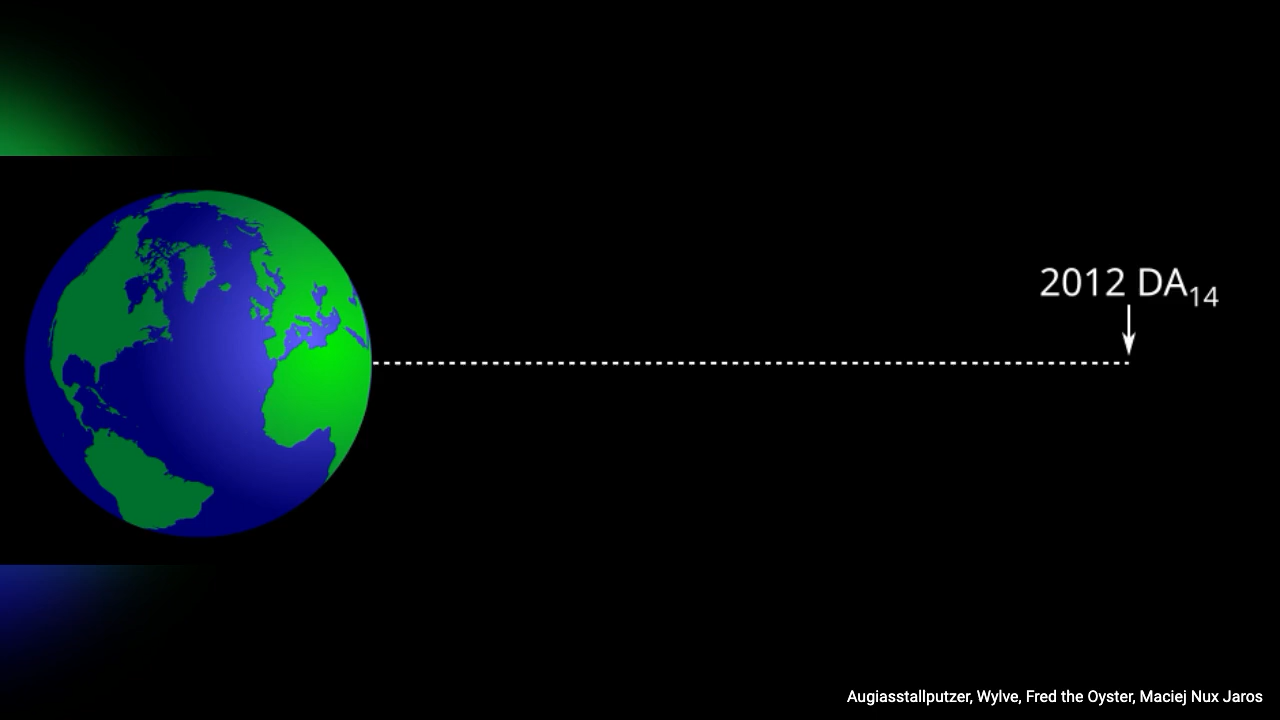 2012 DA14
Augiasstallputzer, Wylve, Fred the Oyster, Maciej Nux Jaros